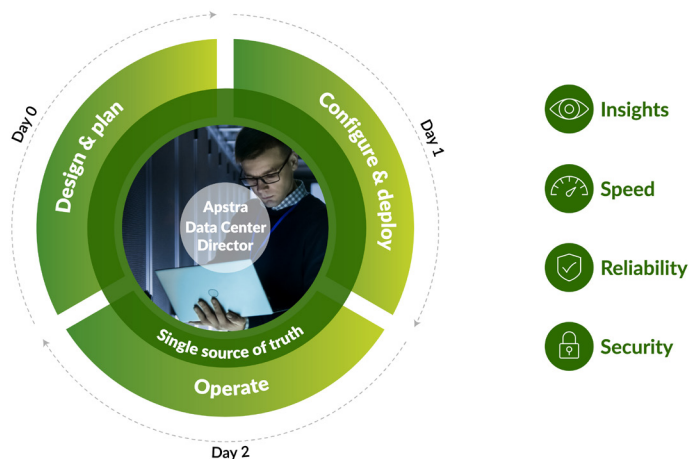 Day 0
Design & plan
Configure & deploy
Day 1
Apstra
Data Center
Director
Single source of truth
Operate
Day 2
Insights
Speed
Reliability
Security